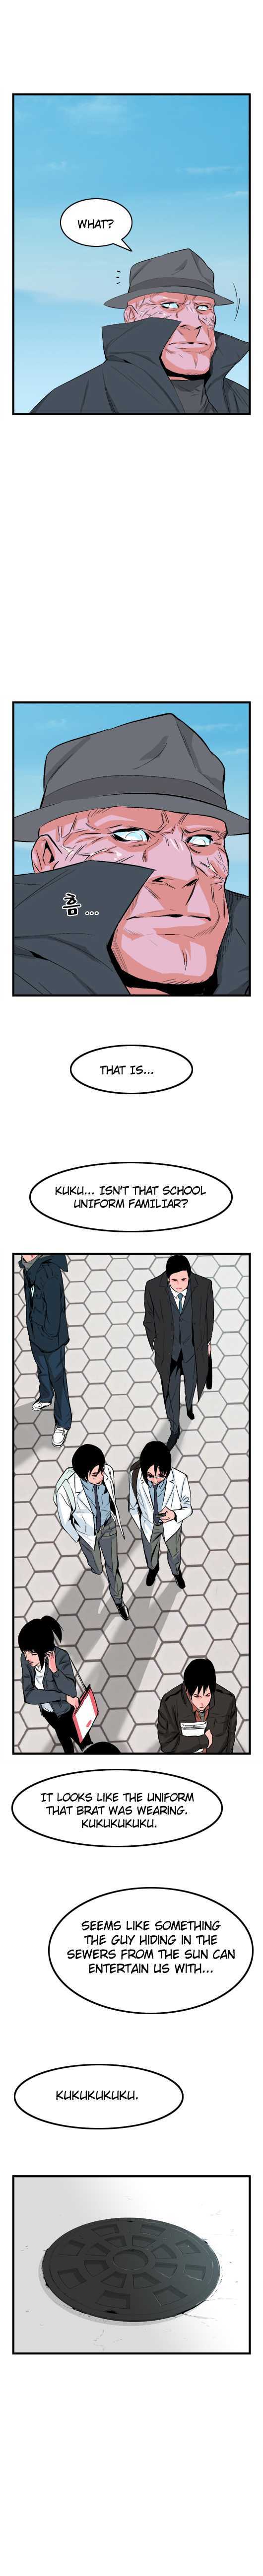 WHAT?
흠...
THAT IS...
KUKU... ISN'T THAT SCHOOL
UNIFORM FAMILIAR?
IT LOOKS LIKE THE UNIFORM
THAT BRAT WAS WEARING.
KUKUKUKUKU.
SEEMS LIKE SOMETHING
THE GUY HIDING IN THE
SEWERS FROM THE SUN CAN
ENTERTAIN US WITH...
KUKUKUKUKU.